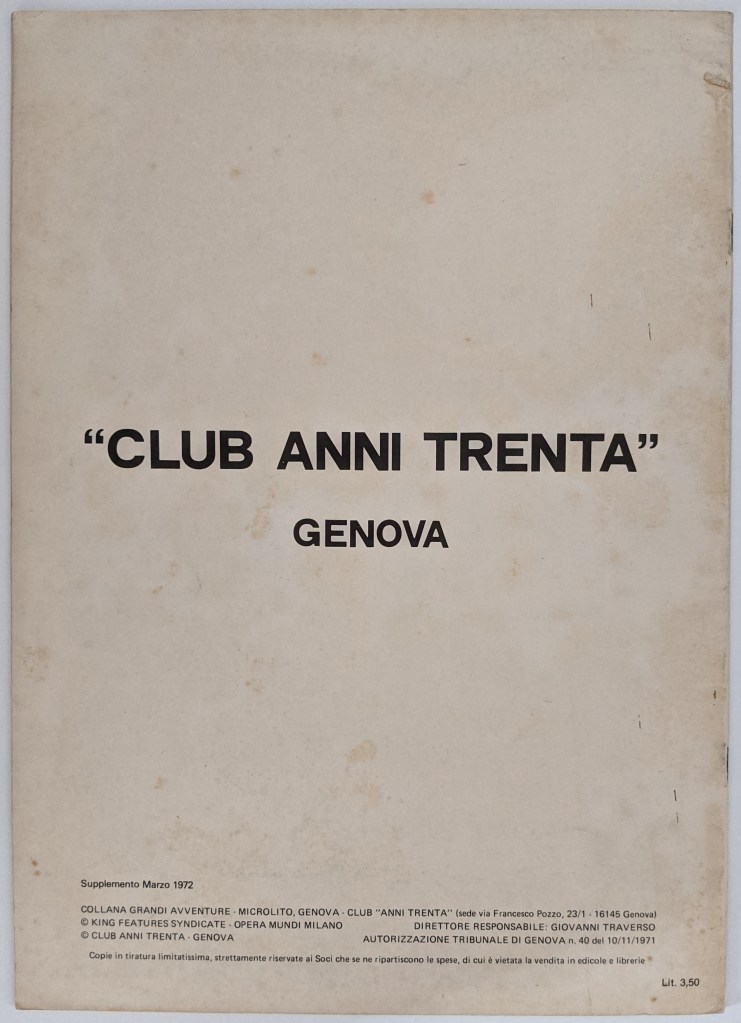 “CLUB ANNI TRENTA”
GENOVA
Supplemento Marzo 1972
COLLANA GRANDI AVVENTURE - MICROLITO, GENOVA - CLUB "ANNI TRENTA" (sede via Francesco Pozzo, 23/1 - 16145 Genova)
© KING FEATURES SYNDICATE - OPERA MUNDI MILANO DIRETTORE RESPONSABILE: GIOVANNI TRAVERSO
© CLUB ANNI TRENTA - GENOVA AUTORIZZAZIONE TRIBUNALE DI GENOVA n. 40 del 10/11/1971
Copie in tiratura limitatissima, strettamente riservate ai Soci che se ne ripartiscono le spese, di cui è vietata la vendita in edicole e librerie
Lit. 3,50